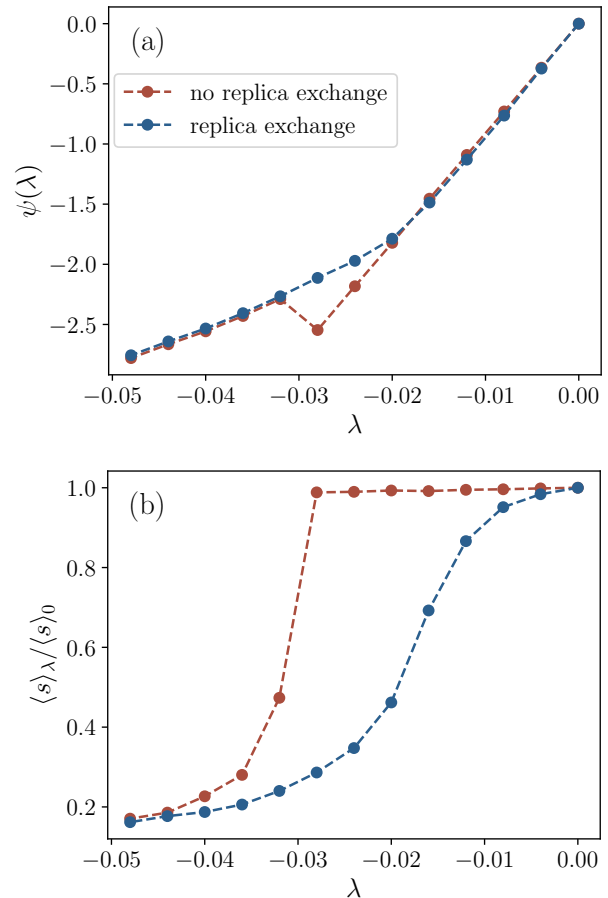 (a)
no replica exchange
replica exchange
0.0
−0.5
−1.0
−1.5
−2.0
−2.5
ψ(λ)
−0.05 −0.04 −0.03 −0.02 −0.01 0.00
λ
(b)
1.0
0.8
0.6
0.4
0.2
⟨s⟩λ/⟨s⟩0
−0.05 −0.04 −0.03 −0.02 −0.01 0.00
λ